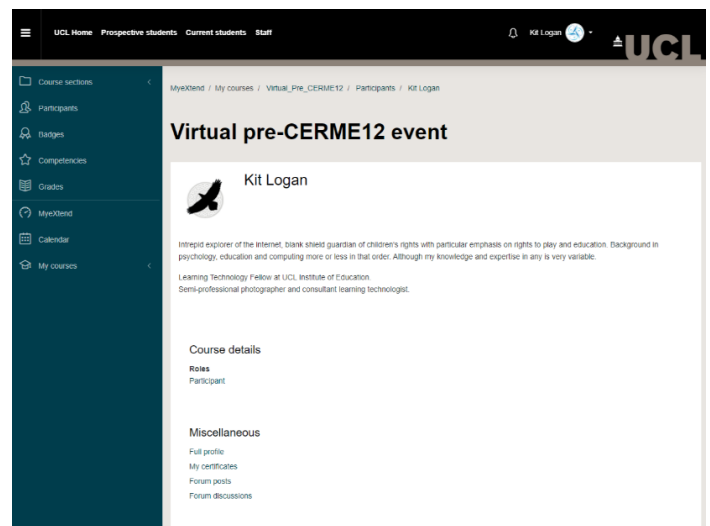 UCL Home Prospective students Current students Staff
Kit Logan
UCL
Course sections
Participants
Badges
Competencies
Grades
MyeXtend
Calendar
My courses
MyeXtend / My courses / Virtual_Pre_CERME12 / Participants / Kit Logan
Virtual pre-CERME12 event
Kit Logan
Intrepid explorer of the Internet, blank shield guardian of children's rights with particular emphasis on rights to play and education. Background in
psychology, education and computing more or less in that order. Although my knowledge and expertise in any is very variable.
Learning Technology Fellow at UCL Institute of Education.
Semi-professional photographer and consultant learning technologist.
Course details
Roles
Participant
Miscellaneous
Full profile
My certificates
Forum posts
Forum discussions